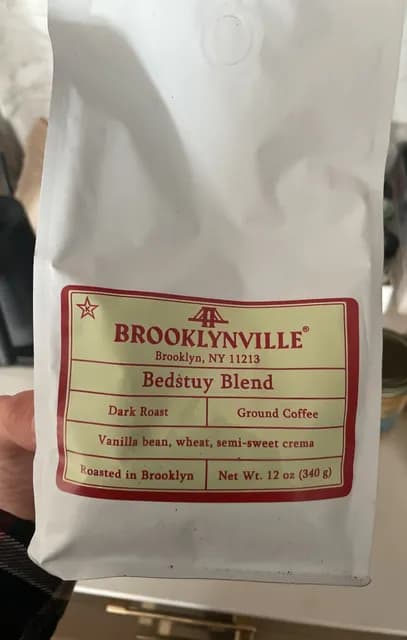 BROOKLYNVILLE®
Brooklyn, NY 11213
Bedstuy Blend
Dark Roast
Ground Coffee
Vanilla bean, wheat, semi-sweet crema
Roasted in Brooklyn
Net Wt. 12 oz (340 g)